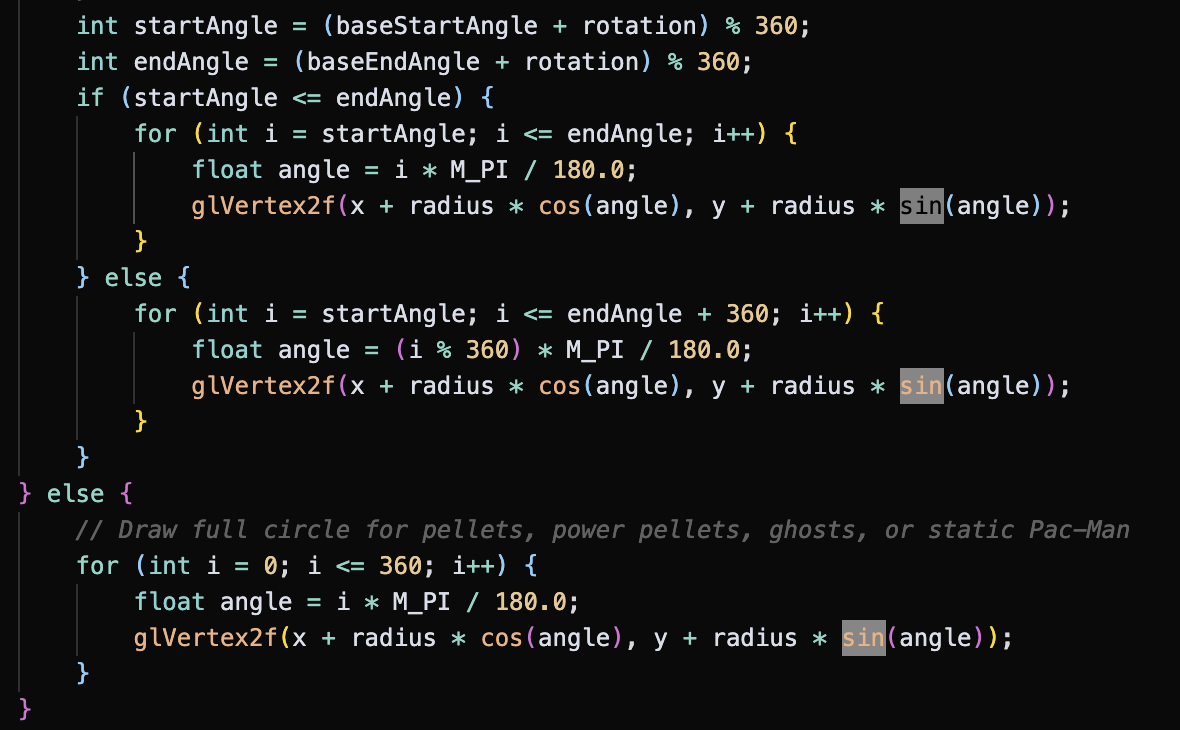 int startAngle = (baseStartAngle + rotation) % 360;
int endAngle = (baseEndAngle + rotation) % 360;
if (startAngle <= endAngle) {
for (int i = startAngle; i <= endAngle; i++) {
float angle = i * M_PI / 180.0;
glVertex2f(x + radius * cos(angle), y + radius * sin(angle));
}
} else {
for (int i = startAngle; i <= endAngle + 360; i++) {
float angle = (i % 360) * M_PI / 180.0;
glVertex2f(x + radius * cos(angle), y + radius * sin(angle));
}
}
} else {
// Draw full circle for pellets, power pellets, ghosts, or static Pac-Man
for (int i = 0; i <= 360; i++) {
float angle = i * M_PI / 180.0;
glVertex2f(x + radius * cos(angle), y + radius * sin(angle));
}
}